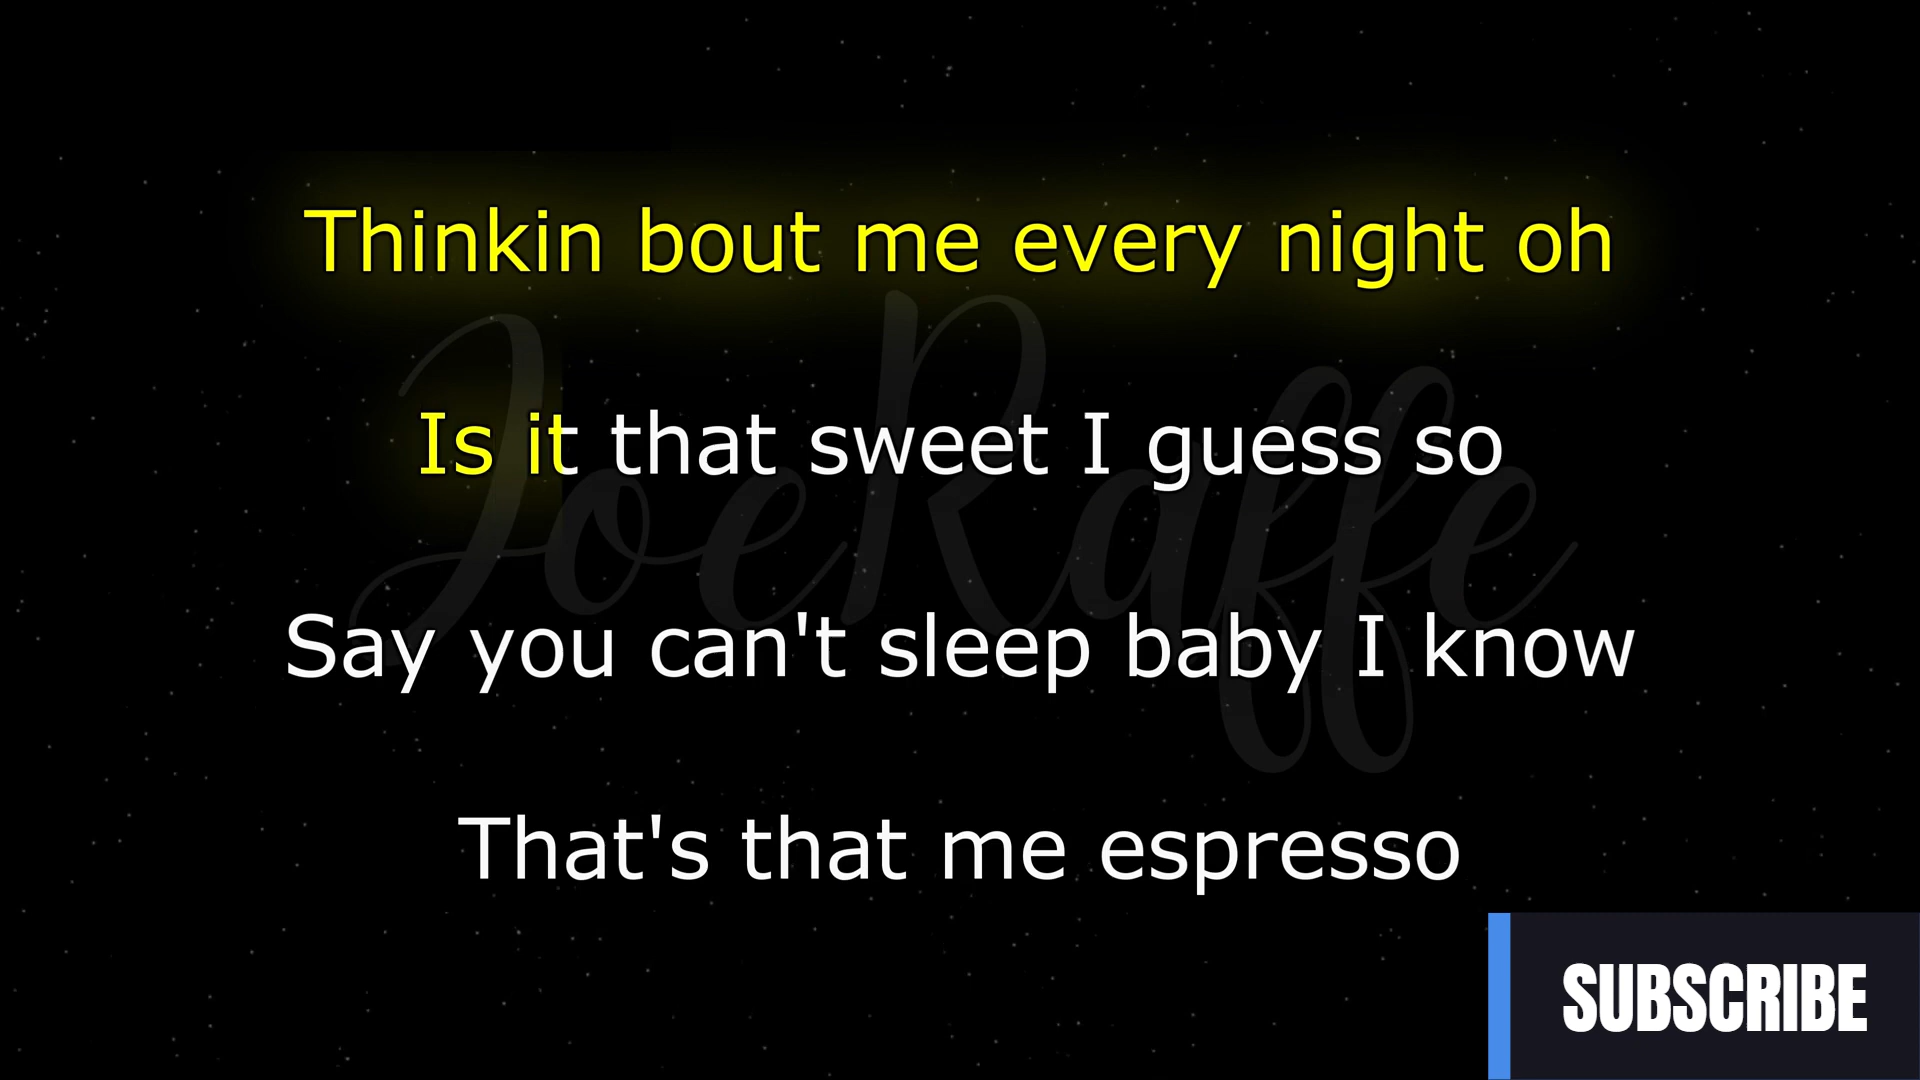 Thinkin bout me every night oh
Is it that sweet I guess so
Say you can't sleep baby I know
That's that me espresso
JoeRaffe
SUBSCRIBE